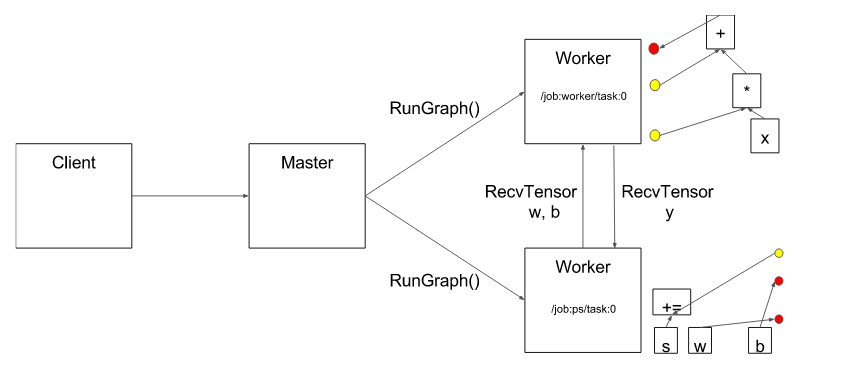 Client
Master
RunGraph()
RunGraph()
Worker
/job:worker/task:0
RecvTensor
w, b
RecvTensor
y
Worker
/job:ps/task:0
+
*
x
+=
s
w
b